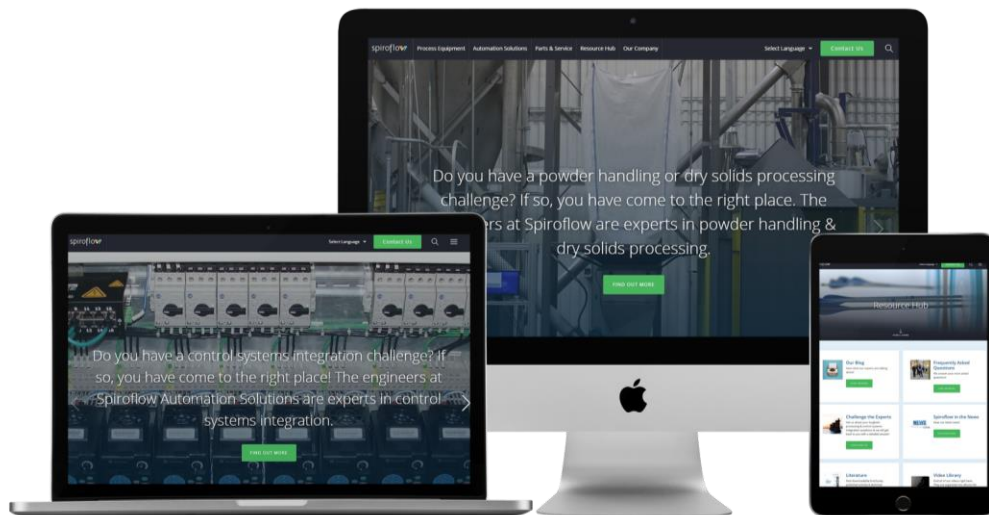 spiroflow Process Equipment Automation Solutions Parts & Service Resource Hub Our Company Select Language Contact Us
Do you have a powder handling or dry solids processing
challenge? If so, you have come to the right place. The
ers at Spiroflow are experts in powder handling &
dry solids processing.
FIND OUT MORE
spiroflow Select Language Contact Us
Do you have a control systems integration challenge? If
so, you have come to the right place! The engineers at
Spiroflow Automation Solutions are experts in control
systems integration.
FIND OUT MORE
Resource Hub
Our Blog
Frequently Asked
Questions
Challenge the Experts
Spiroflow in the News
NEWS
Literature
Video Library